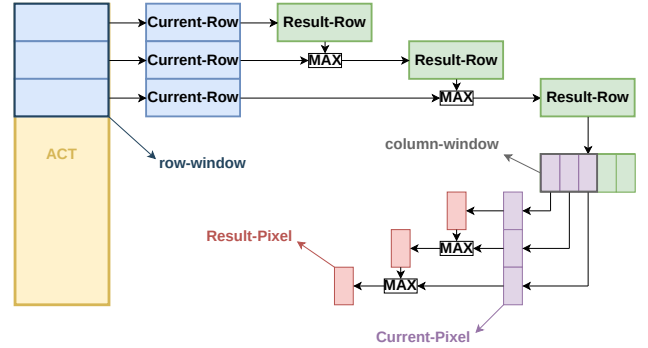 Current-Row
Result-Row
Current-Row
MAX
Result-Row
Current-Row
MAX
Result-Row
ACT
row-window
column-window
Result-Pixel
MAX
MAX
Current-Pixel